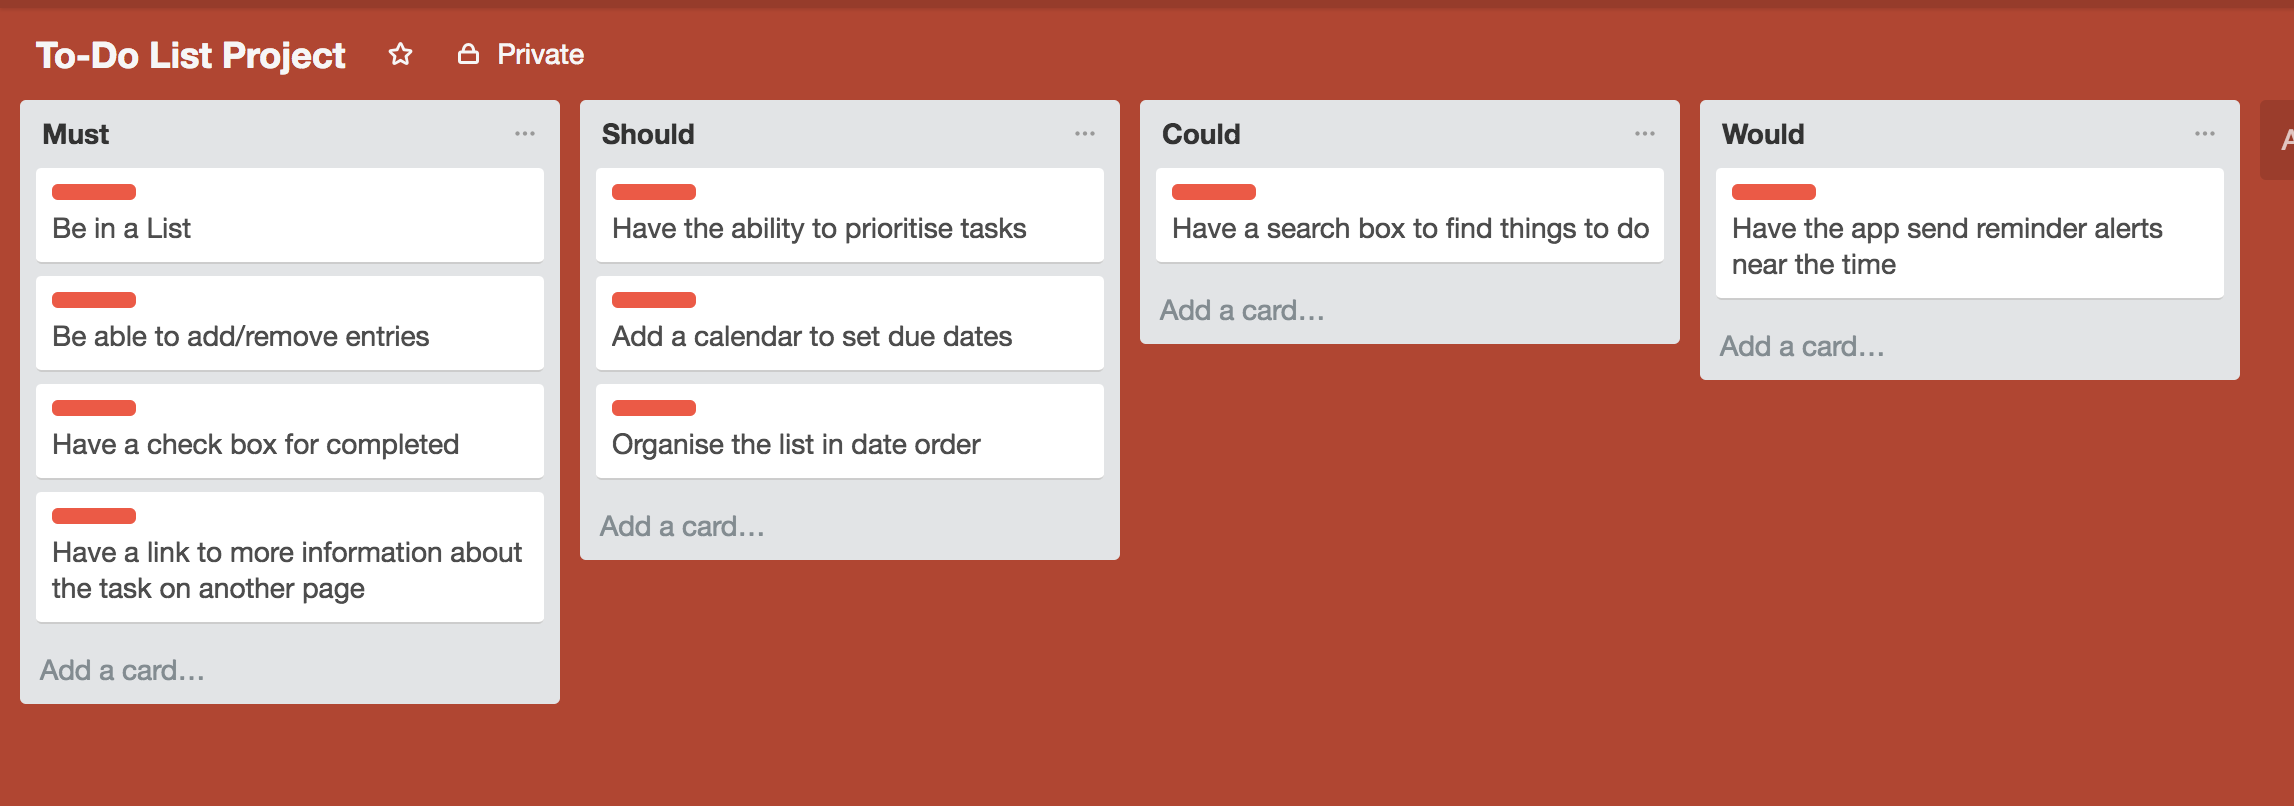 To-Do List Project Private
Must
Be in a List
Be able to add/remove entries
Have a check box for completed
Have a link to more information about
the task on another page
Add a card...
Should
Have the ability to prioritise tasks
Add a calendar to set due dates
Organise the list in date order
Add a card...
Could
Have a search box to find things to do
Add a card...
Would
Have the app send reminder alerts
near the time
Add a card...